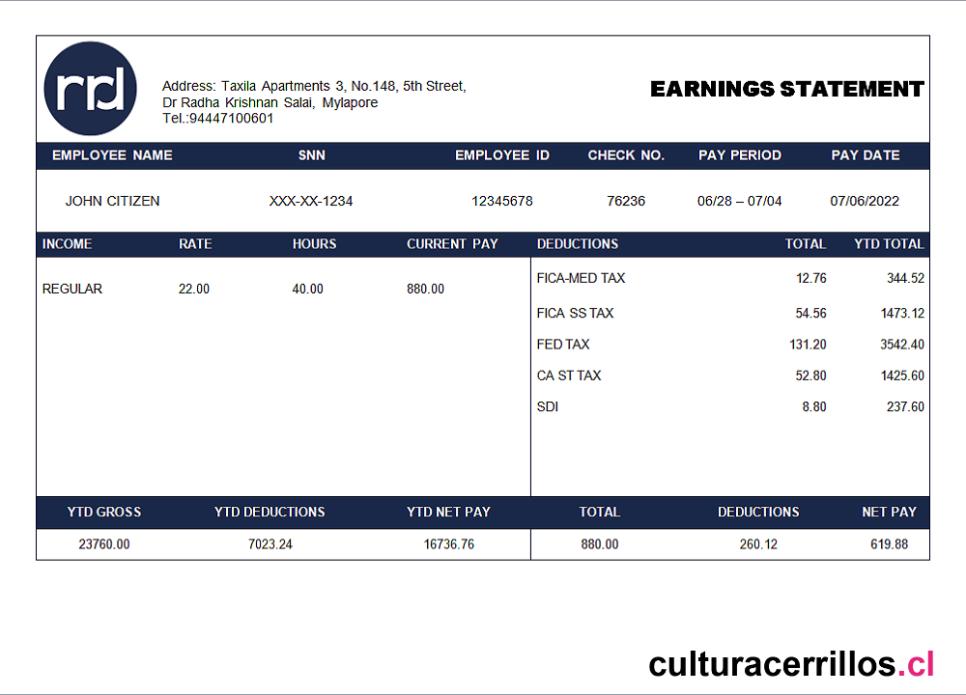 rrd
Address: Taxila Apartments 3, No.148, 5th Street,
Dr Radha Krishnan Salai, Mylapore
Tel.:94447100601
EARNINGS STATEMENT
EMPLOYEE NAME SNN EMPLOYEE ID CHECK NO. PAY PERIOD PAY DATE
JOHN CITIZEN XXX-XX-1234 12345678 76236 06/28 – 07/04 07/06/2022
INCOME RATE HOURS CURRENT PAY DEDUCTIONS TOTAL YTD TOTAL
REGULAR 22.00 40.00 880.00
FICA-MED TAX 12.76 344.52
FICA SS TAX 54.56 1473.12
FED TAX 131.20 3542.40
CA ST TAX 52.80 1425.60
SDI 8.80 237.60
YTD GROSS YTD DEDUCTIONS YTD NET PAY TOTAL DEDUCTIONS NET PAY
23760.00 7023.24 16736.76 880.00 260.12 619.88
culturacerrillos.cl